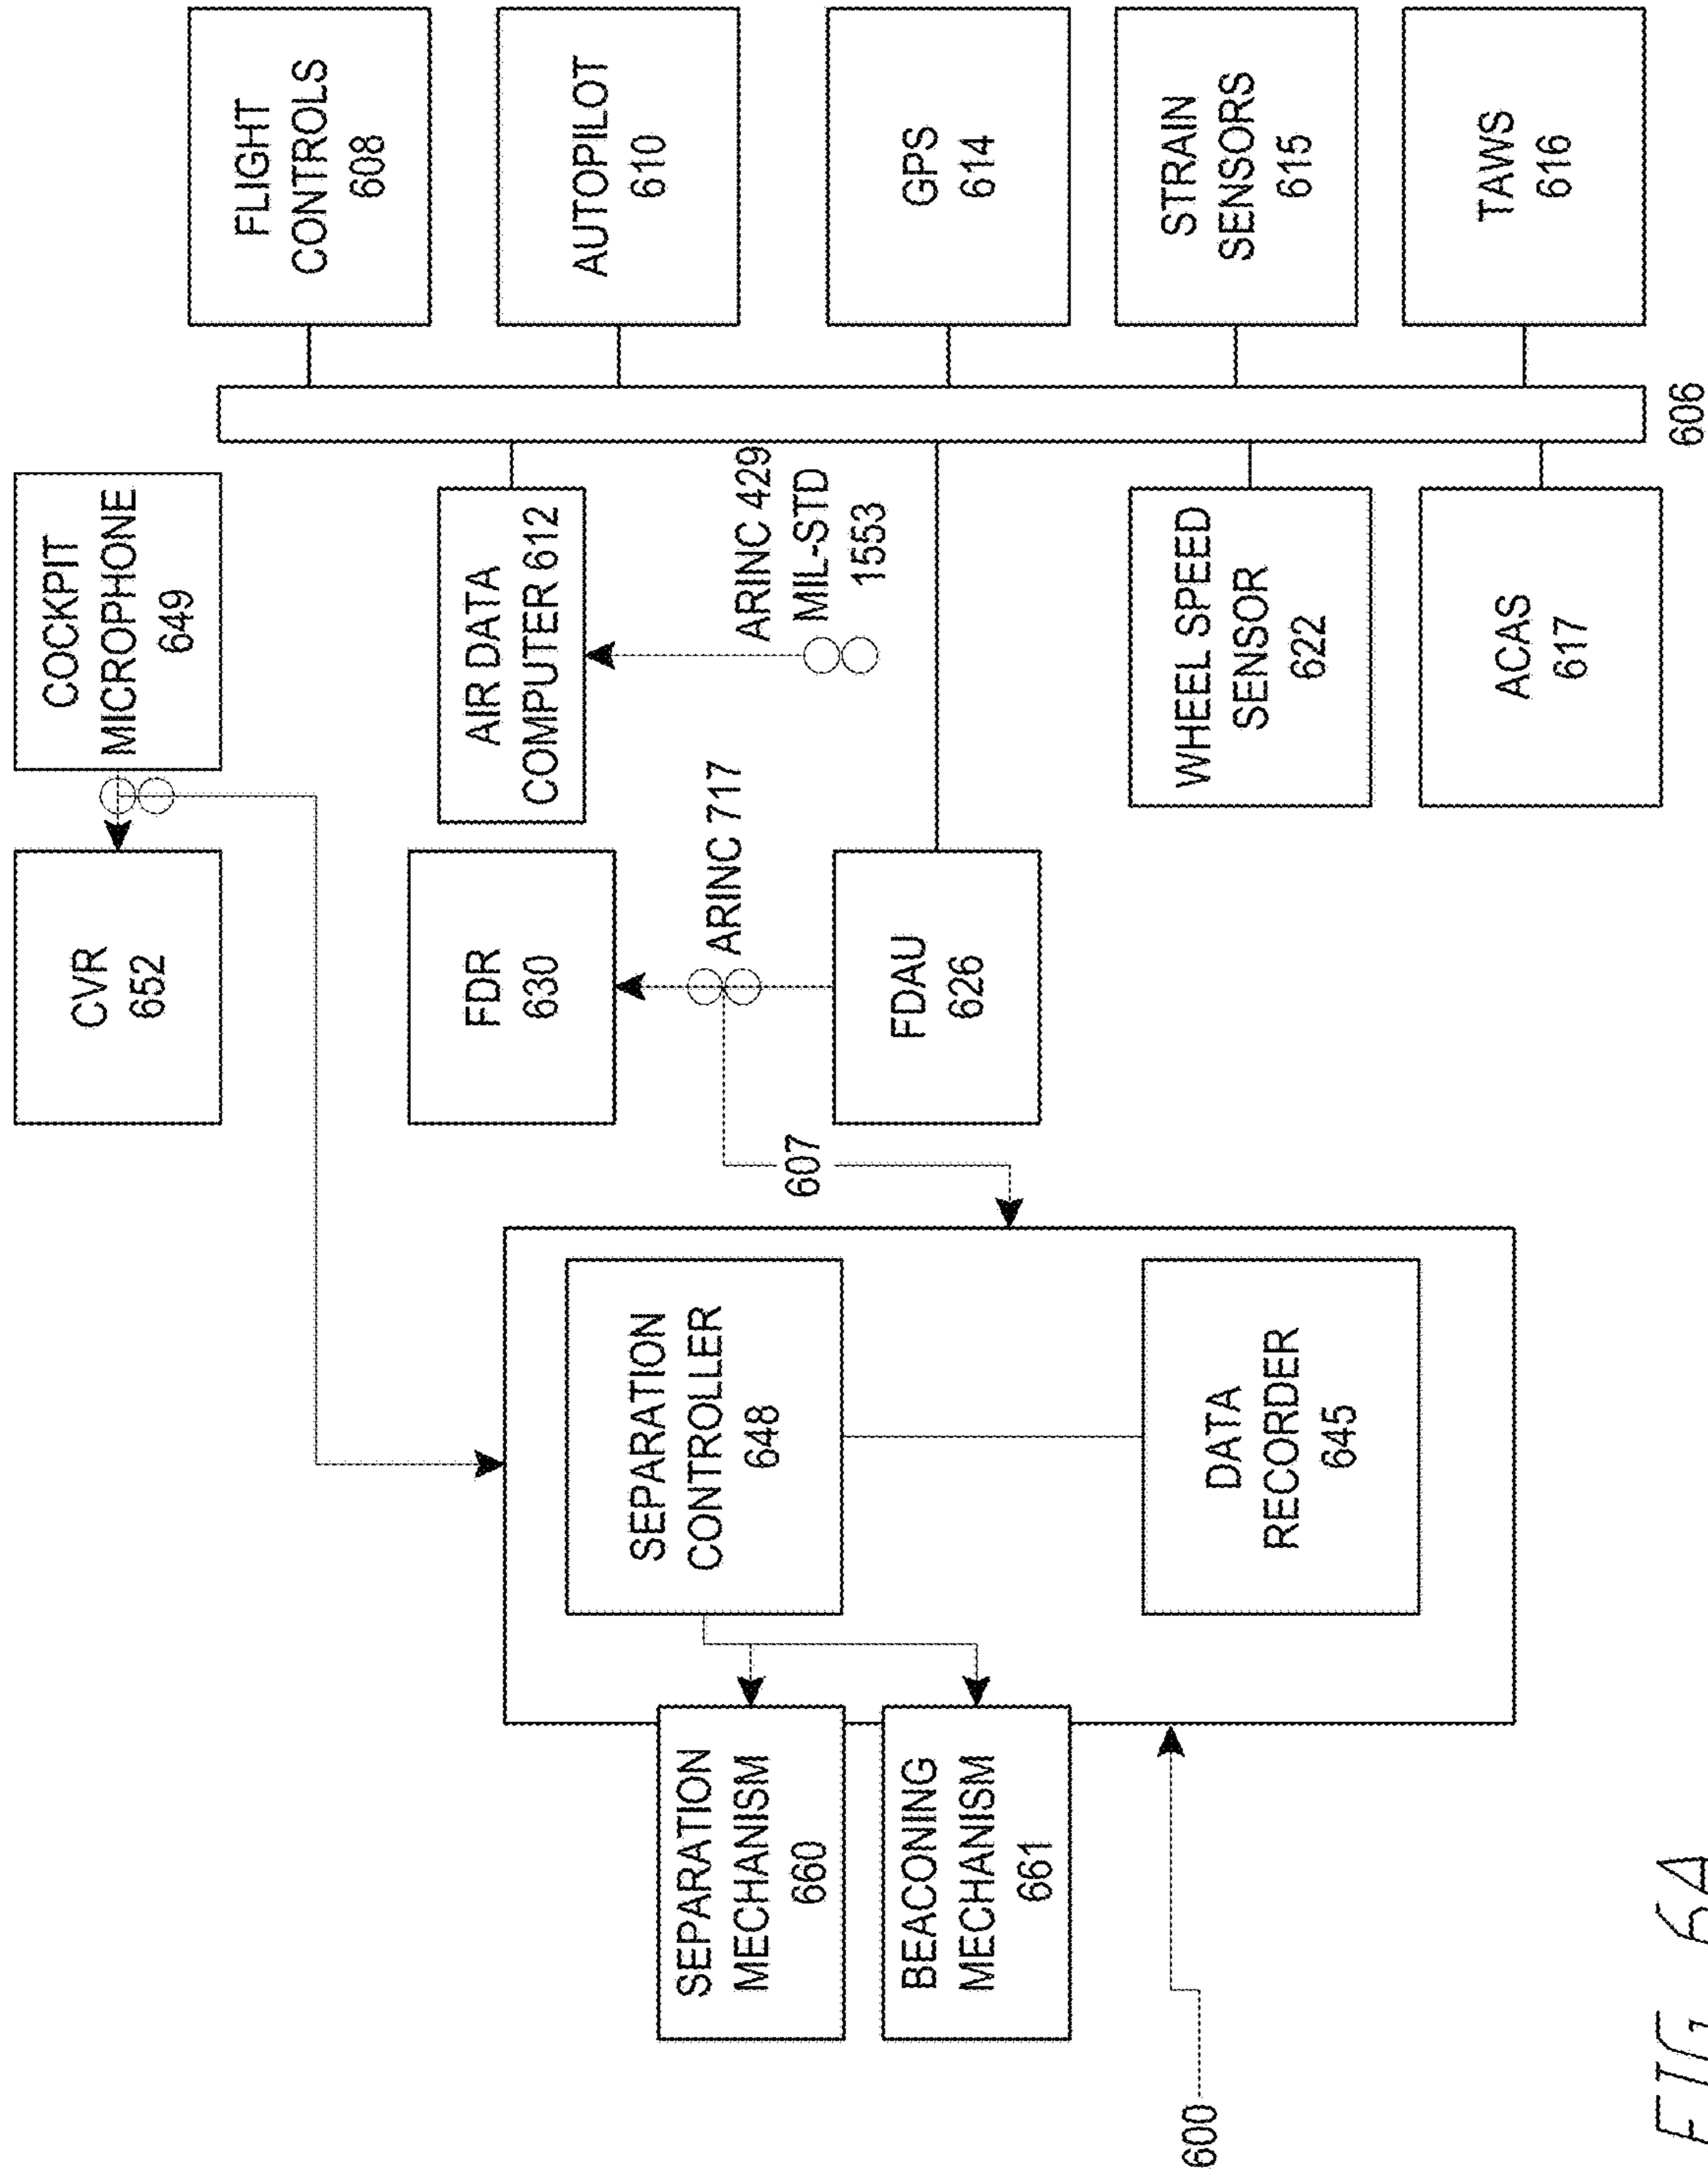 COCKPIT
MICROPHONE
649
CVR
652
FLIGHT
CONTROLS
608
AUTOPILOT
610
GPS
614
STRAIN
SENSORS
615
TAWS
616
606
AIR DATA
COMPUTER 612
ARINC 429
MIL-STD
1553
WHEEL SPEED
SENSOR
622
ACAS
617
FDR
630
ARINC 717
FDAU
626
607
SEPARATION
CONTROLLER
648
DATA
RECORDER
645
SEPARATION
MECHANISM
660
BEACONING
MECHANISM
661
600
FIG. 6A